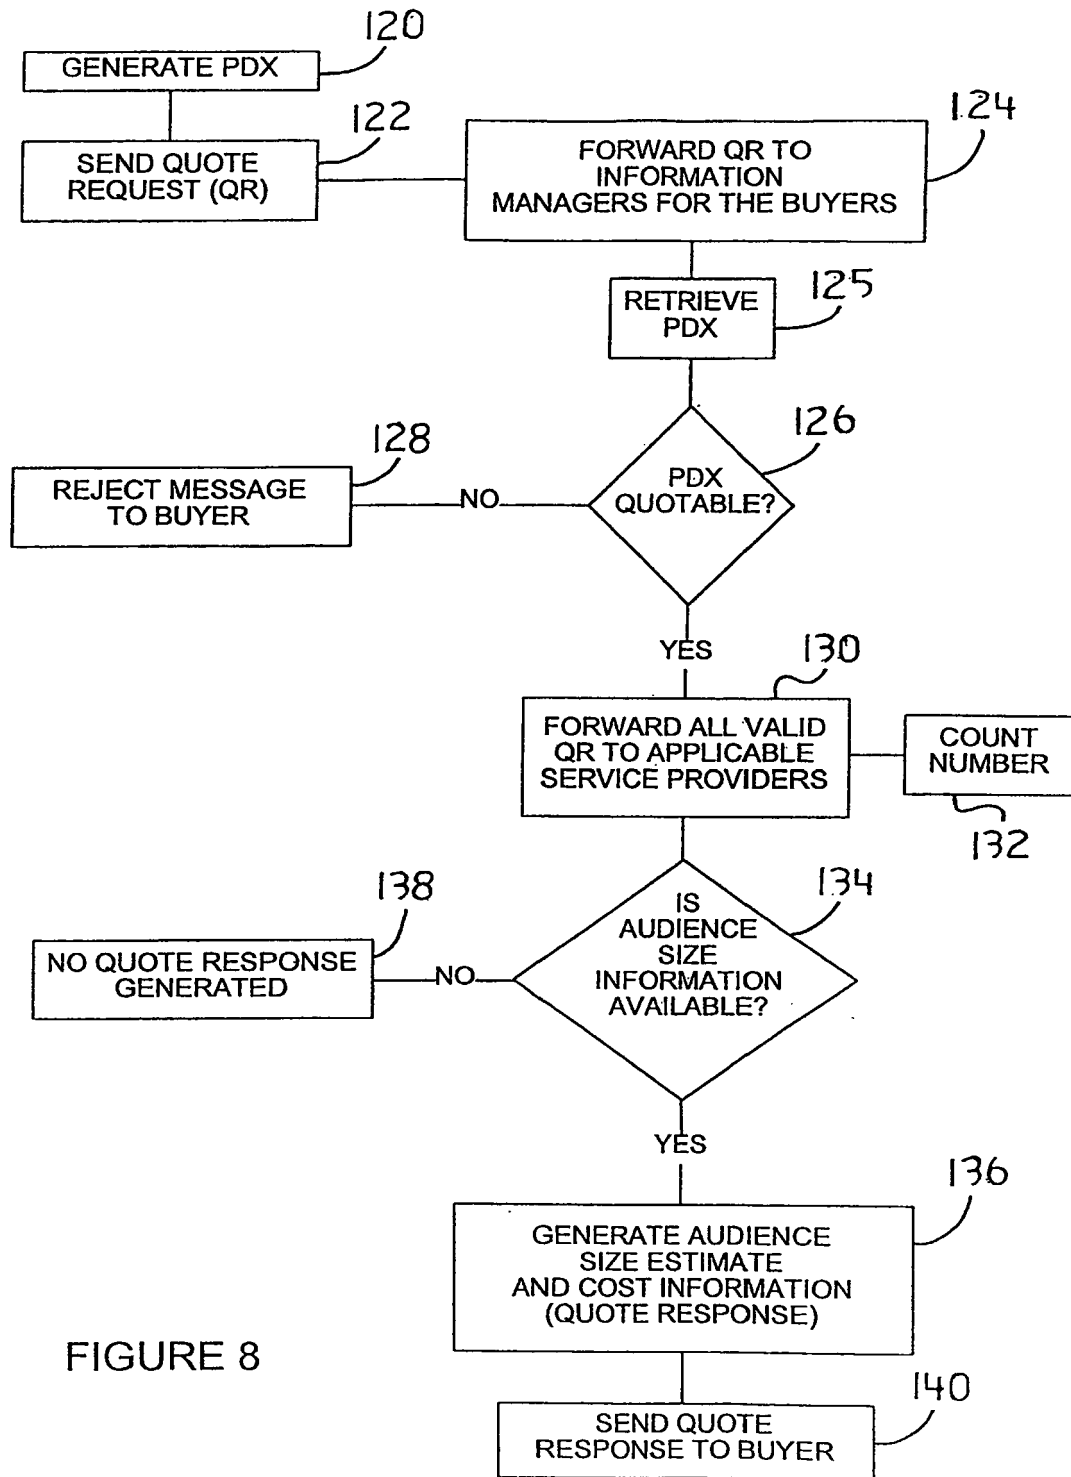 120
GENERATE PDX
122
SEND QUOTE
REQUEST (QR)
124
FORWARD QR TO
INFORMATION
MANAGERS FOR THE BUYERS
125
RETRIEVE
PDX
126
PDX
QUOTABLE?
NO
128
REJECT MESSAGE
TO BUYER
YES
130
FORWARD ALL VALID
QR TO APPLICABLE
SERVICE PROVIDERS
COUNT
NUMBER
132
134
IS
AUDIENCE
SIZE
INFORMATION
AVAILABLE?
NO
138
NO QUOTE RESPONSE
GENERATED
YES
136
GENERATE AUDIENCE
SIZE ESTIMATE
AND COST INFORMATION
(QUOTE RESPONSE)
FIGURE 8
140
SEND QUOTE
RESPONSE TO BUYER